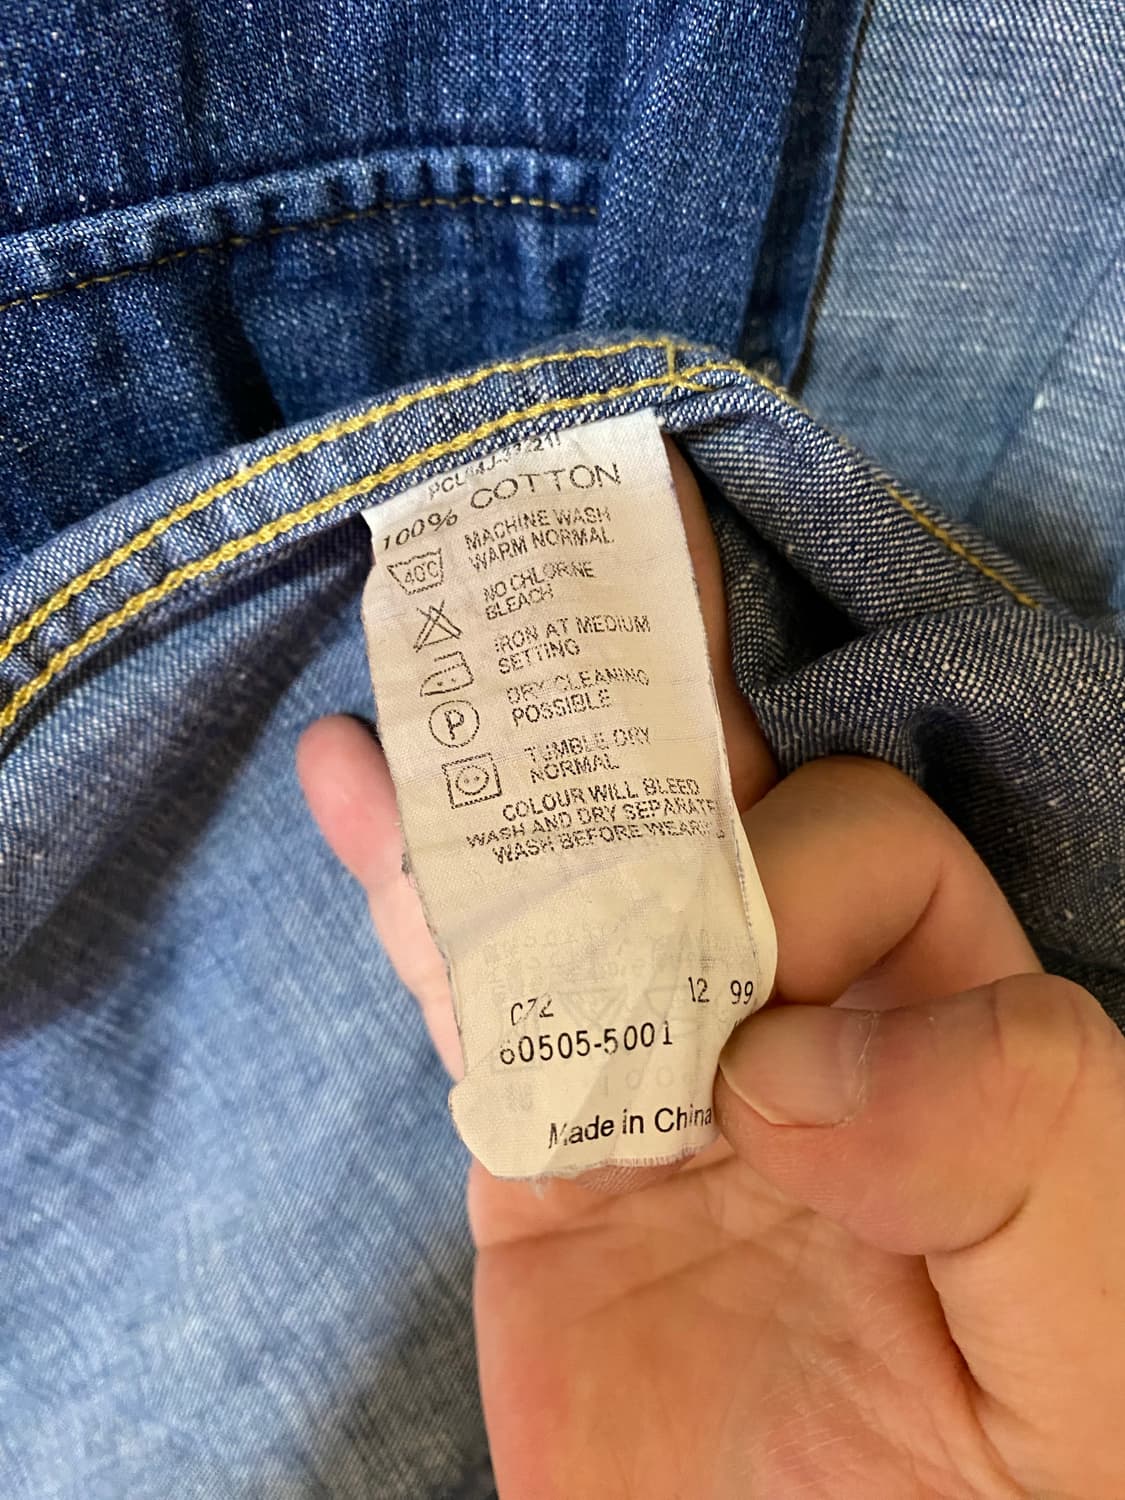 100% COTTON
40°C
MACHINE WASH
WARM NORMAL
NO CHLORINE
BLEACH
IRON AT MEDIUM
SETTING
P
DRY CLEANING
POSSIBLE
TUMBLE DRY
NORMAL
COLOUR WILL BLEED
WASH AND DRY SEPARATE
WASH BEFORE WEARING
12 99
60505-5001
Made in China